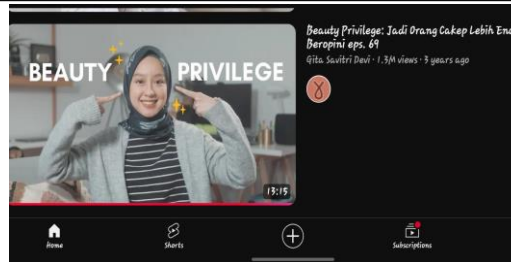 BEAUTY PRIVILEGE
13:15
Beauty Privilege: Jadi Orang Cakep Lebih
Beropini eps. 69
Gita Savitri Devi · 1.3M views · 3 years ago
Home
Shorts
Subscriptions